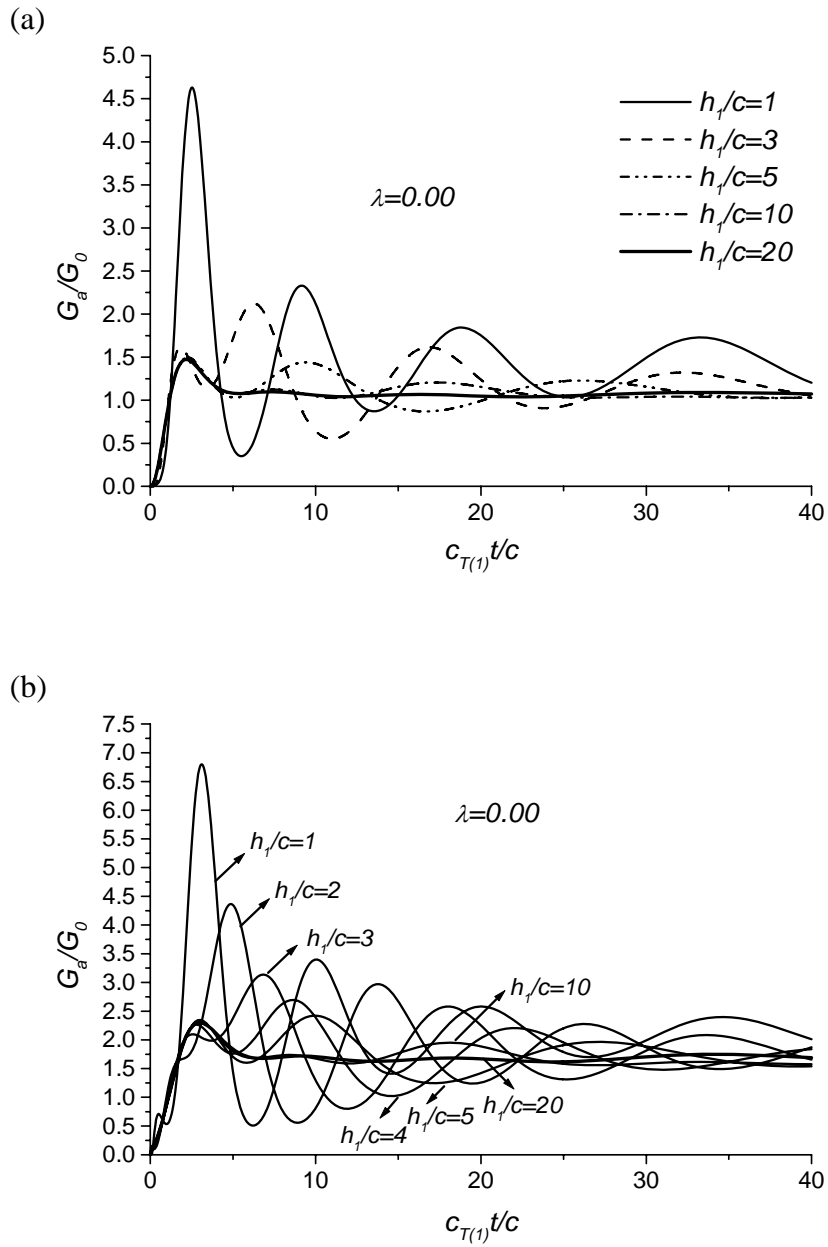 (a)
5.0
4.5
4.0
3.5
3.0
2.5
2.0
1.5
1.0
0.5
0.0
G_a/G_0
h_1/c=1
h_1/c=3
h_1/c=5
h_1/c=10
h_1/c=20
λ=0.00
0 10 20 30 40
c_{T(1)}t/c
(b)
7.5
7.0
6.5
6.0
5.5
5.0
4.5
4.0
3.5
3.0
2.5
2.0
1.5
1.0
0.5
0.0
G_a/G_0
λ=0.00
h_1/c=1
h_1/c=2
h_1/c=3
h_1/c=10
h_1/c=20
h_1/c=5
h_1/c=4
0 10 20 30 40
c_{T(1)}t/c